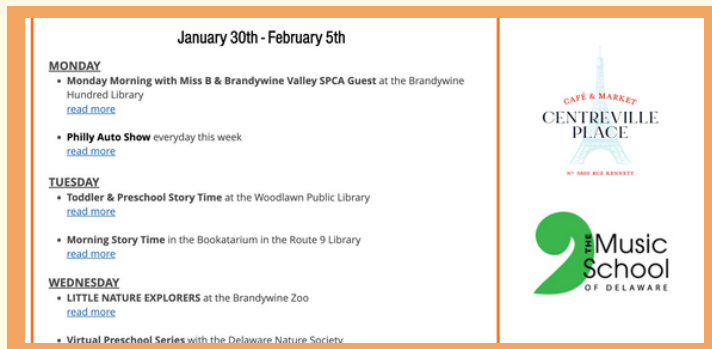 January 30th - February 5th
MONDAY
• Monday Morning with Miss B & Brandywine Valley SPCA Guest at the Brandywine
Hundred Library
read more
• Philly Auto Show everyday this week
read more
TUESDAY
• Toddler & Preschool Story Time at the Woodlawn Public Library
read more
• Morning Story Time in the Bookatarium in the Route 9 Library
read more
WEDNESDAY
• LITTLE NATURE EXPLORERS at the Brandywine Zoo
read more
• Virtual Preschool Series with the Delaware Nature Society
CAFÉ & MARKET
CENTREVILLE
PLACE
Nº 5800 RUE KENNETT
THE Music
School
OF DELAWARE